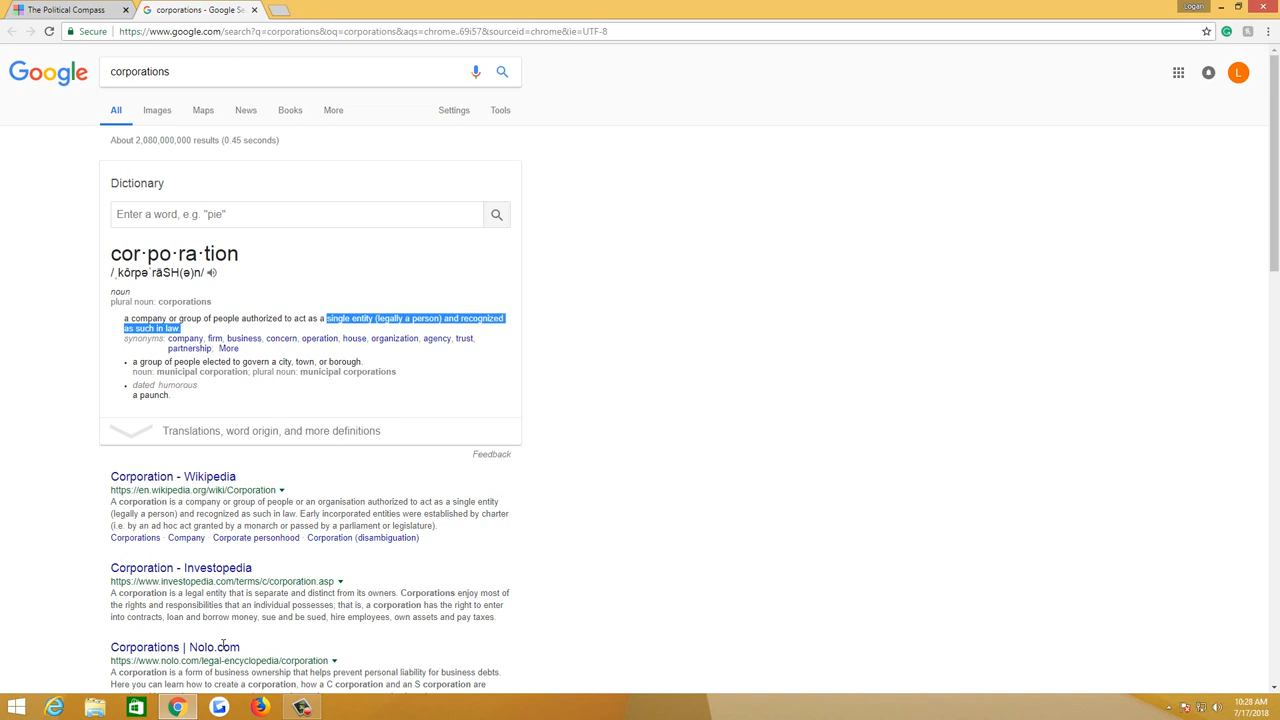 The Political Compass
corporations - Google Se
Logan
Secure
https://www.google.com/search?q=corporations&oq=corporations&aqs=chrome..69i57&sourceid=chrome&ie=UTF-8
Google
corporations
L
All Images Maps News Books More Settings Tools
About 2,080,000,000 results (0.45 seconds)
Dictionary
Enter a word, e.g. "pie"
cor·po·ra·tion
/ˌkôrpəˈrāSH(ə)n/
noun
plural noun: corporations
a company or group of people authorized to act as a single entity (legally a person) and recognized
as such in law.
synonyms: company, firm, business, concern, operation, house, organization, agency, trust,
partnership; More
• a group of people elected to govern a city, town, or borough.
noun: municipal corporation; plural noun: municipal corporations
• dated humorous
a paunch.
Translations, word origin, and more definitions
Feedback
Corporation - Wikipedia
https://en.wikipedia.org/wiki/Corporation
A corporation is a company or group of people or an organisation authorized to act as a single entity
(legally a person) and recognized as such in law. Early incorporated entities were established by charter
(i.e. by an ad hoc act granted by a monarch or passed by a parliament or legislature).
Corporations · Company · Corporate personhood · Corporation (disambiguation)
Corporation - Investopedia
https://www.investopedia.com/terms/c/corporation.asp
A corporation is a legal entity that is separate and distinct from its owners. Corporations enjoy most of
the rights and responsibilities that an individual possesses; that is, a corporation has the right to enter
into contracts, loan and borrow money, sue and be sued, hire employees, own assets and pay taxes.
Corporations | Nolo.com
https://www.nolo.com/legal-encyclopedia/corporation
A corporation is a form of business ownership that helps prevent personal liability for business debts.
Here you can learn how to create a corporation, how a C corporation and an S corporation are
10:28 AM
7/17/2018